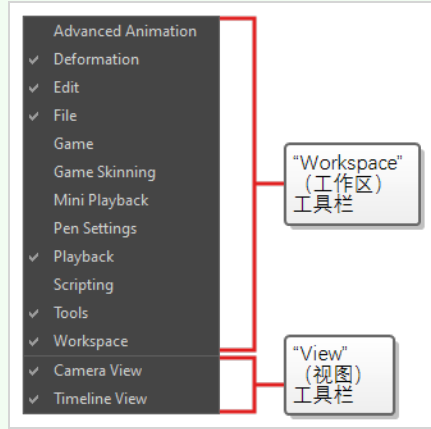 Advanced Animation
Deformation
Edit
File
Game
Game Skinning
Mini Playback
Pen Settings
Playback
Scripting
Tools
Workspace
Camera View
Timeline View
"Workspace"
（工作区）
工具栏
"View"
（视图）
工具栏